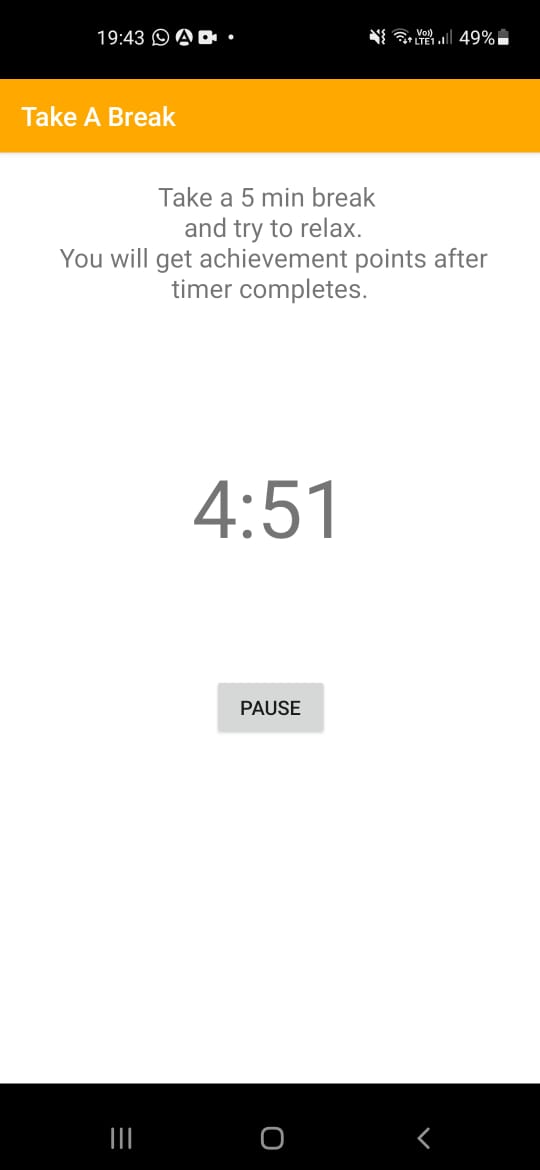 19:43
Vo))
LTE1
49%
Take A Break
Take a 5 min break
and try to relax.
You will get achievement points after
timer completes.
4:51
PAUSE